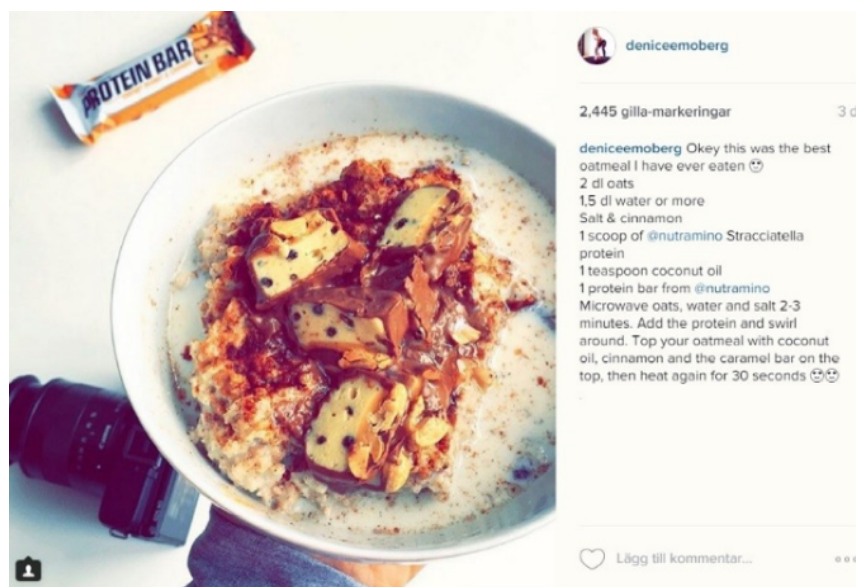 PROTEIN BAR
CANON
deniceemoberg
2,445 gilla-markeringar
3 d
deniceemoberg Okey this was the best
oatmeal I have ever eaten 🙄
2 dl oats
1,5 dl water or more
Salt & cinnamon
1 scoop of @nutramino Stracciatella
protein
1 teaspoon coconut oil
1 protein bar from @nutramino
Microwave oats, water and salt 2-3
minutes. Add the protein and swirl
around. Top your oatmeal with coconut
oil, cinnamon and the caramel bar on the
top, then heat again for 30 seconds 🙄🙄
Lägg till kommentar...